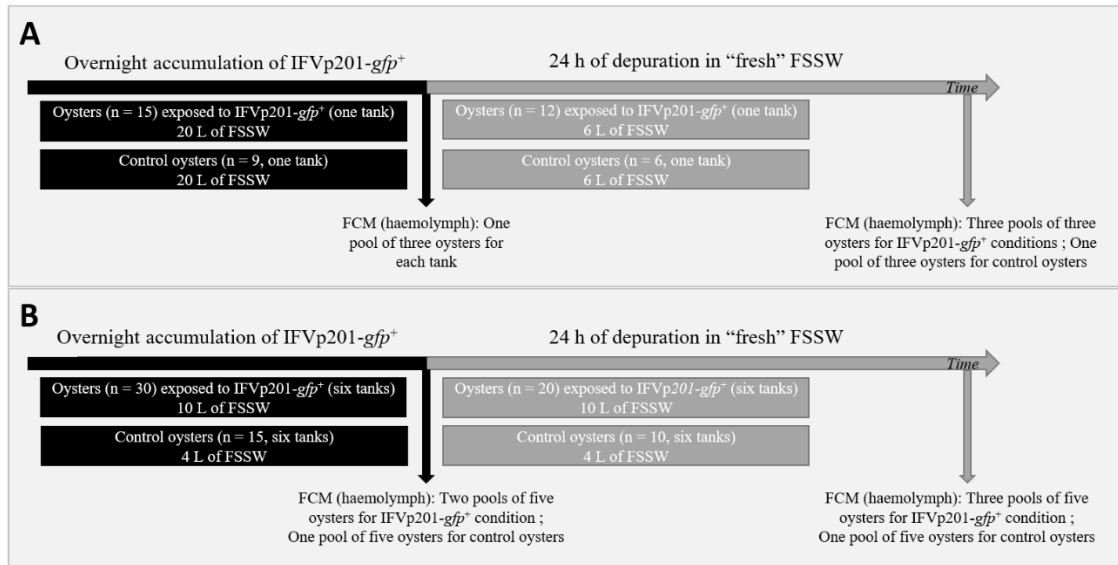 A
Overnight accumulation of IFVp201-gfp⁺
24 h of depuration in “fresh” FSSW
Time
Oysters (n = 15) exposed to IFVp201-gfp⁺ (one tank)
20 L of FSSW
Oysters (n = 12) exposed to IFVp201-gfp⁺ (one tank)
6 L of FSSW
Control oysters (n = 9, one tank)
20 L of FSSW
Control oysters (n = 6, one tank)
6 L of FSSW
FCM (haemolymph): One
pool of three oysters for
each tank
FCM (haemolymph): Three pools of three
oysters for IFVp201-gfp⁺ conditions ; One
pool of three oysters for control oysters
B
Overnight accumulation of IFVp201-gfp⁺
24 h of depuration in “fresh” FSSW
Time
Oysters (n = 30) exposed to IFVp201-gfp⁺ (six tanks)
10 L of FSSW
Oysters (n = 20) exposed to IFVp201-gfp⁺ (six tanks)
10 L of FSSW
Control oysters (n = 15, six tanks)
4 L of FSSW
Control oysters (n = 10, six tanks)
4 L of FSSW
FCM (haemolymph): Two pools of five
oysters for IFVp201-gfp⁺ condition ;
One pool of five oysters for control oysters
FCM (haemolymph): Three pools of five
oysters for IFVp201-gfp⁺ condition ;
One pool of five oysters for control oysters